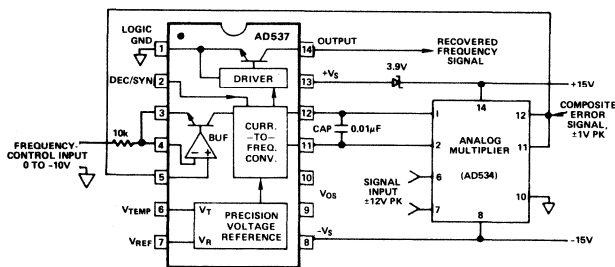 LOGIC
GND
1
DEC/SYN
2
3
10k
FREQUENCY-
CONTROL INPUT
0 TO -10V
4
5
VTEMP
6
VREF
7
AD537
DRIVER
BUF
- +
CURR.
-TO-
FREQ.
CONV.
VT
VR
PRECISION
VOLTAGE
REFERENCE
14
OUTPUT
RECOVERED
FREQUENCY
SIGNAL
13
+VS
3.9V
+15V
12
CAP
0.01µF
11
10
VOS
9
8
-VS
-15V
SIGNAL
INPUT
±12V PK
14
1
2
6
7
ANALOG
MULTIPLIER
(AD534)
12
11
10
8
COMPOSITE
ERROR
SIGNAL,
±1V PK